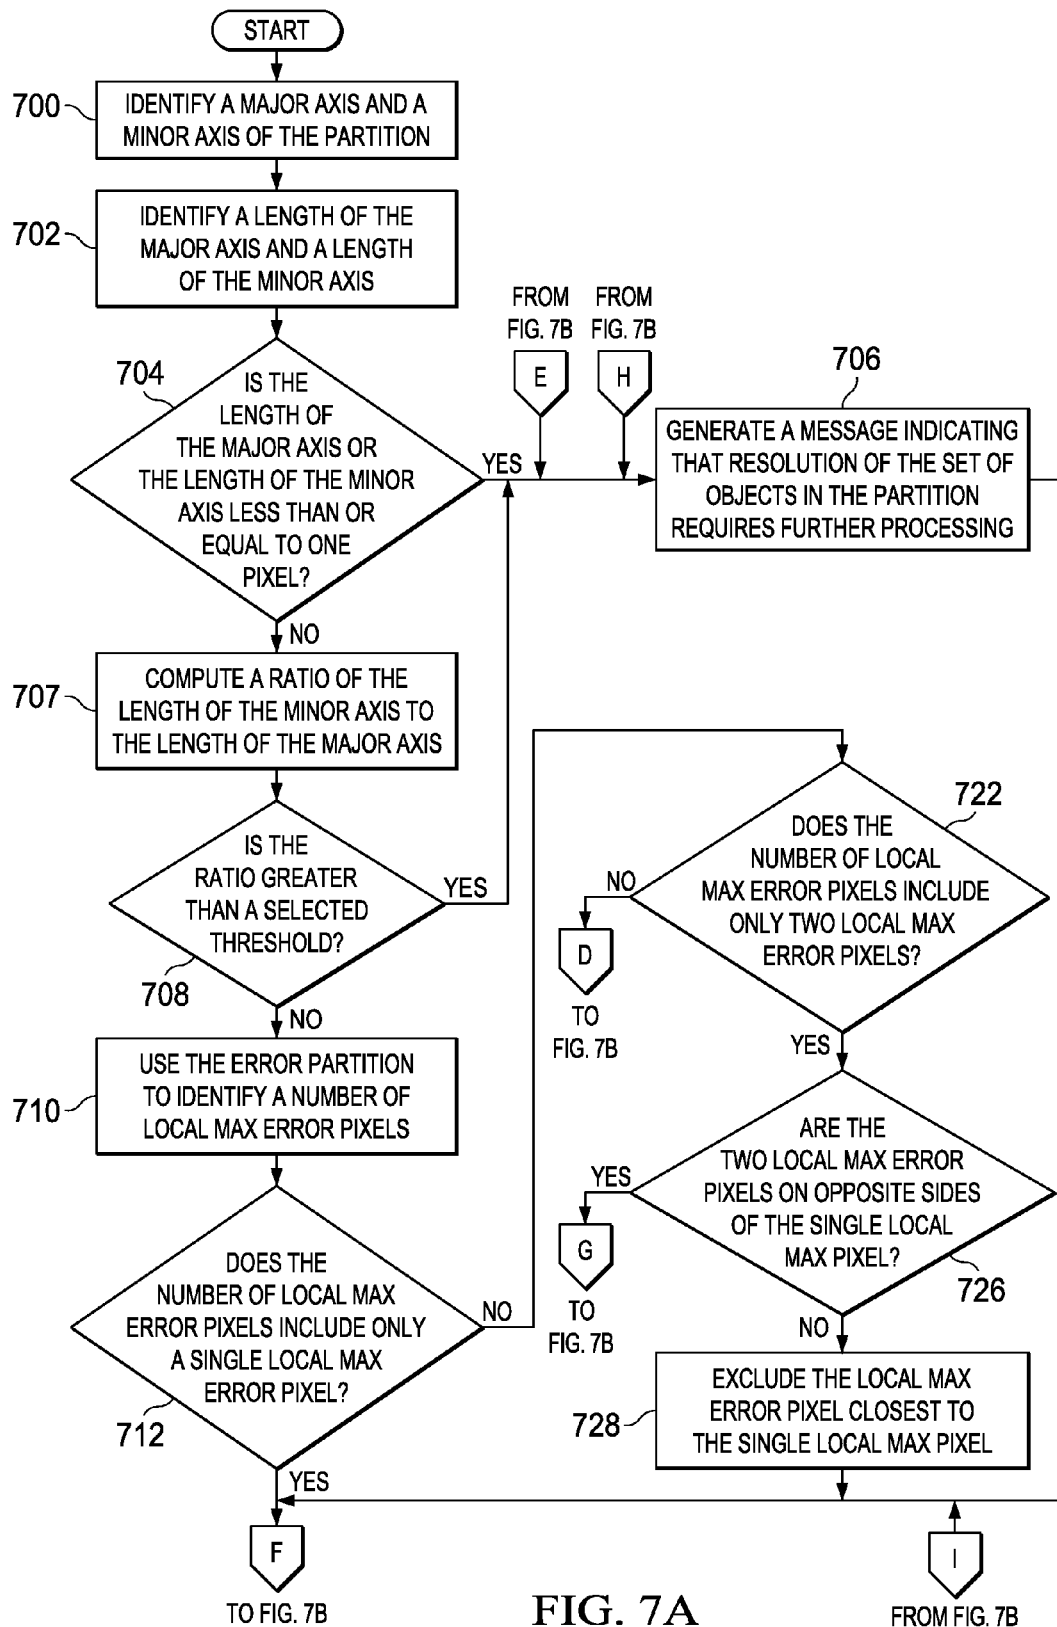 START
700
IDENTIFY A MAJOR AXIS AND A
MINOR AXIS OF THE PARTITION
702
IDENTIFY A LENGTH OF THE
MAJOR AXIS AND A LENGTH
OF THE MINOR AXIS
704
IS THE
LENGTH OF
THE MAJOR AXIS OR
THE LENGTH OF THE MINOR
AXIS LESS THAN OR
EQUAL TO ONE
PIXEL?
YES
NO
FROM
FIG. 7B
E
FROM
FIG. 7B
H
706
GENERATE A MESSAGE INDICATING
THAT RESOLUTION OF THE SET OF
OBJECTS IN THE PARTITION
REQUIRES FURTHER PROCESSING
707
COMPUTE A RATIO OF THE
LENGTH OF THE MINOR AXIS TO
THE LENGTH OF THE MAJOR AXIS
IS THE
RATIO GREATER
THAN A SELECTED
THRESHOLD?
708
YES
NO
710
USE THE ERROR PARTITION
TO IDENTIFY A NUMBER OF
LOCAL MAX ERROR PIXELS
DOES THE
NUMBER OF LOCAL MAX
ERROR PIXELS INCLUDE ONLY
A SINGLE LOCAL MAX
ERROR PIXEL?
712
NO
YES
F
TO FIG. 7B
722
DOES THE
NUMBER OF LOCAL
MAX ERROR PIXELS INCLUDE
ONLY TWO LOCAL MAX
ERROR PIXELS?
NO
D
TO
FIG. 7B
YES
ARE THE
TWO LOCAL MAX ERROR
PIXELS ON OPPOSITE SIDES
OF THE SINGLE LOCAL
MAX PIXEL?
726
YES
G
TO
FIG. 7B
NO
728
EXCLUDE THE LOCAL MAX
ERROR PIXEL CLOSEST TO
THE SINGLE LOCAL MAX PIXEL
I
FROM FIG. 7B
FIG. 7A